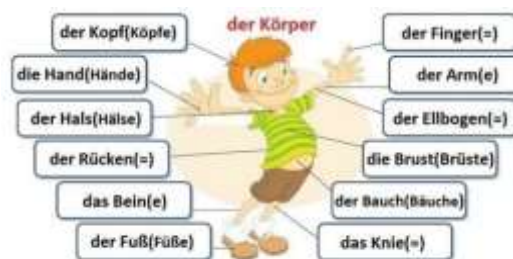 der Körper
der Kopf(Köpfe)
die Hand(Hände)
der Hals(Hälse)
der Rücken(=)
das Bein(e)
der Fuß(Füße)
der Finger(=)
der Arm(e)
der Ellbogen(=)
die Brust(Brüste)
der Bauch(Bäuche)
das Knie(=)